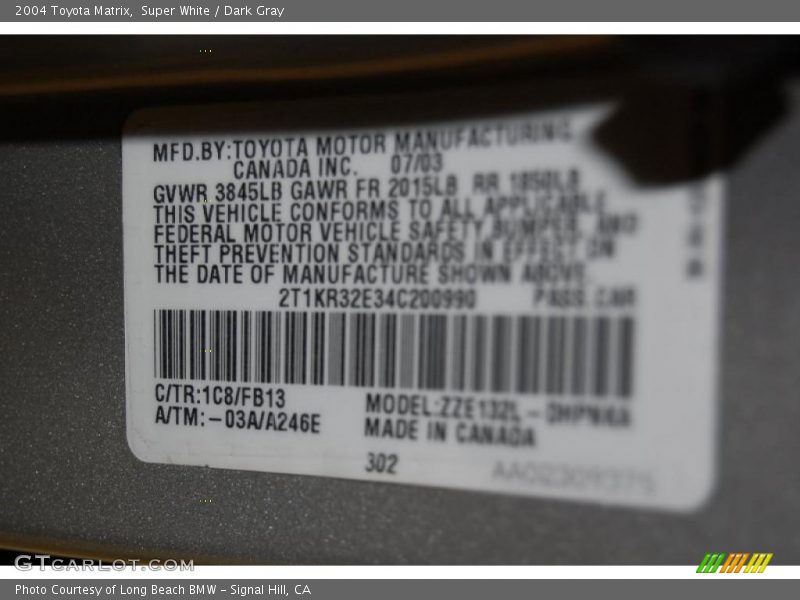 2004 Toyota Matrix, Super White / Dark Gray
MFD.BY:TOYOTA MOTOR MANUFACTURING
CANADA INC. 07/03
GVWR 3845LB GAWR FR 2015LB RR 1850LB
THIS VEHICLE CONFORMS TO ALL APPLICABLE
FEDERAL MOTOR VEHICLE SAFETY, BUMPER, AND
THEFT PREVENTION STANDARDS IN EFFECT ON
THE DATE OF MANUFACTURE SHOWN ABOVE.
2T1KR32E34C200990 PASS.CAR
C/TR:1C8/FB13
A/TM:-03A/A246E
MODEL:ZZE132L-DHPNKA
MADE IN CANADA
302
GTcarlot.com
Photo Courtesy of Long Beach BMW - Signal Hill, CA